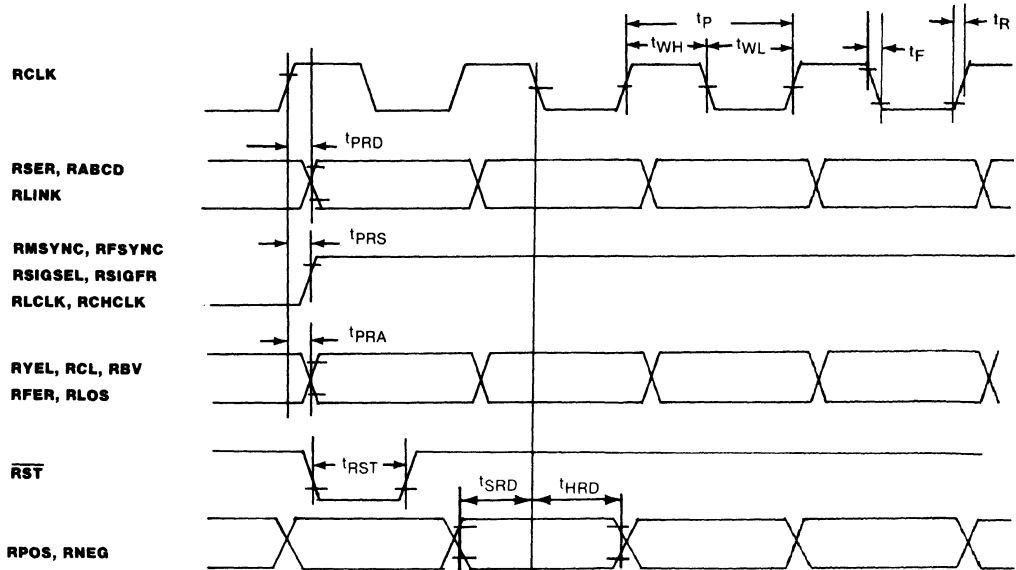 tP
tR
tWH
tWL
tF
RCLK
tPRD
RSER, RABCD
RLINK
tPRS
RMSYNC, RFSYNC
RSIGSEL, RSIGFR
RLCLK, RCHCLK
tPRA
RYEL, RCL, RBV
RFER, RLOS
RST
tRST
tSRD
tHRD
RPOS, RNEG